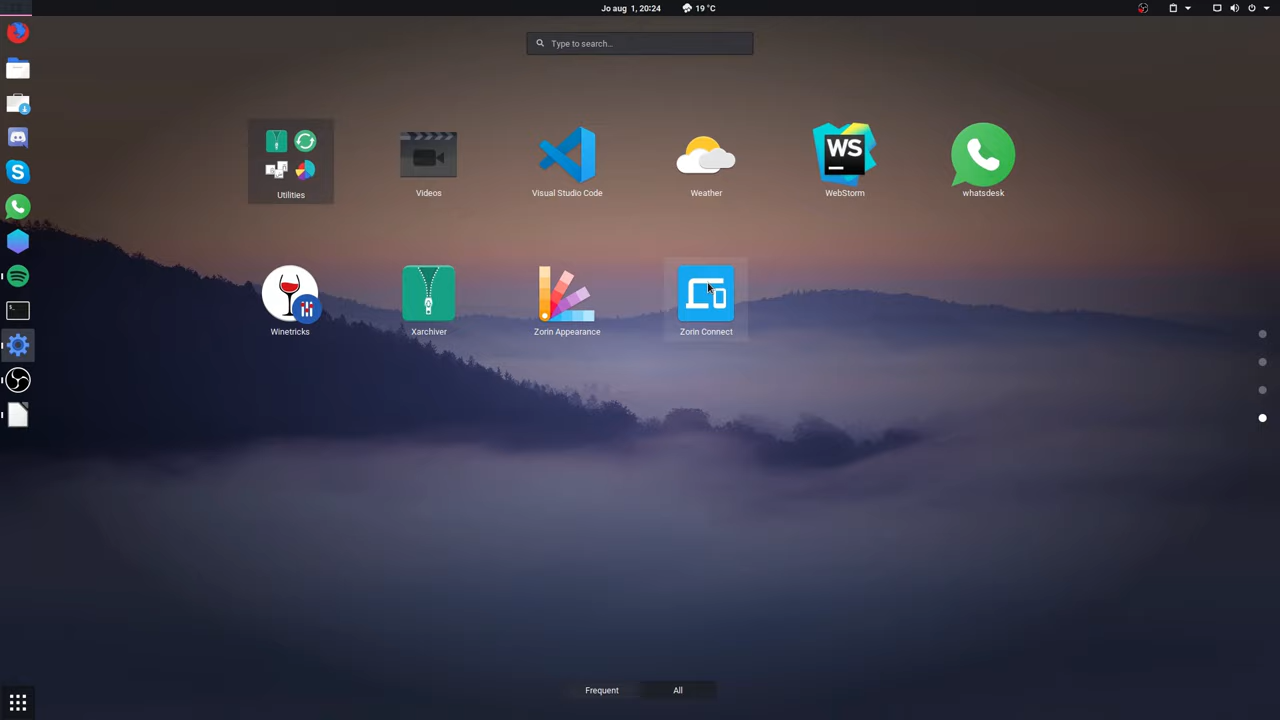 Jo aug 1, 20:24 19 °C
Type to search...
Utilities
Videos
Visual Studio Code
Weather
WS
WebStorm
whatsdesk
Winetricks
Xarchiver
Zorin Appearance
Zorin Connect
Frequent
All